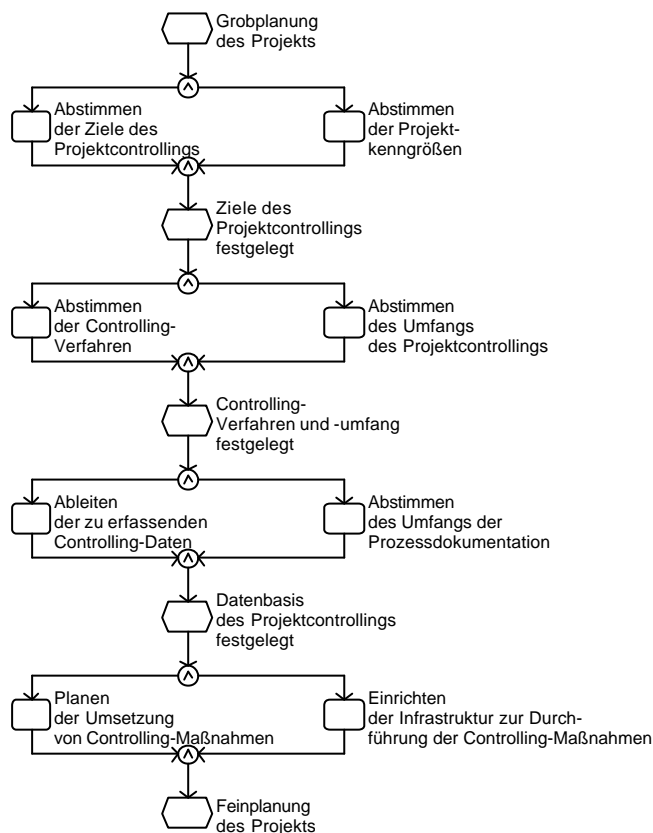 Grobplanung
des Projekts
Abstimmen
der Ziele des
Projektcontrollings
Abstimmen
der Projekt-
kenngrößen
Ziele des
Projektcontrollings
festgelegt
Abstimmen
der Controlling-
Verfahren
Abstimmen
des Umfangs
des Projektcontrollings
Controlling-
Verfahren und -umfang
festgelegt
Ableiten
der zu erfassenden
Controlling-Daten
Abstimmen
des Umfangs der
Prozessdokumentation
Datenbasis
des Projektcontrollings
festgelegt
Planen
der Umsetzung
von Controlling-Maßnahmen
Einrichten
der Infrastruktur zur Durch-
führung der Controlling-Maßnahmen
Feinplanung
des Projekts